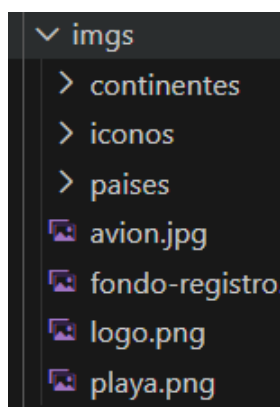 imgs
continentes
iconos
paises
avion.jpg
fondo-registro
logo.png
playa.png